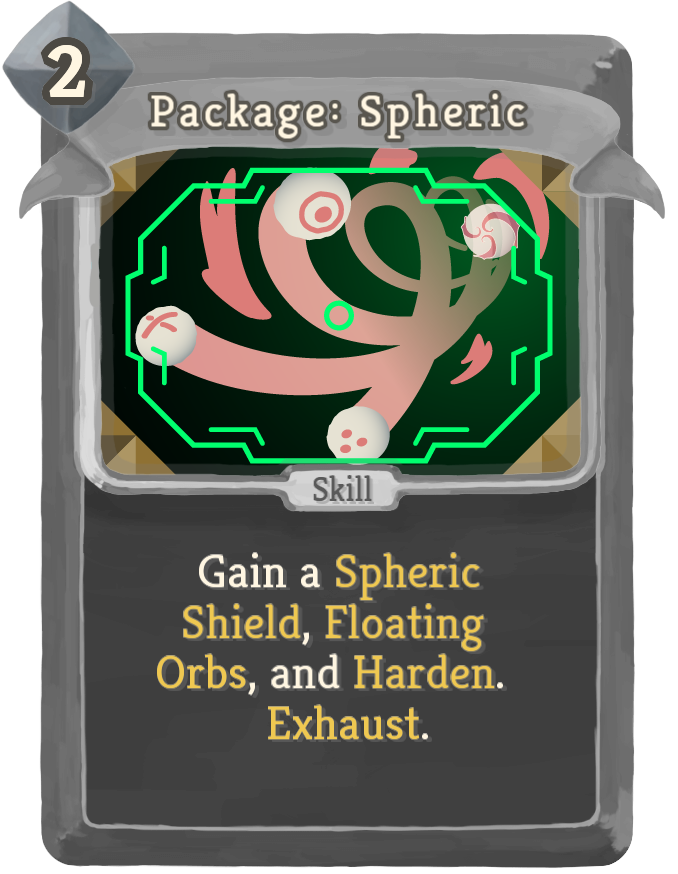 2
Package: Spheric
Skill
Gain a Spheric
Shield, Floating
Orbs, and Harden.
Exhaust.